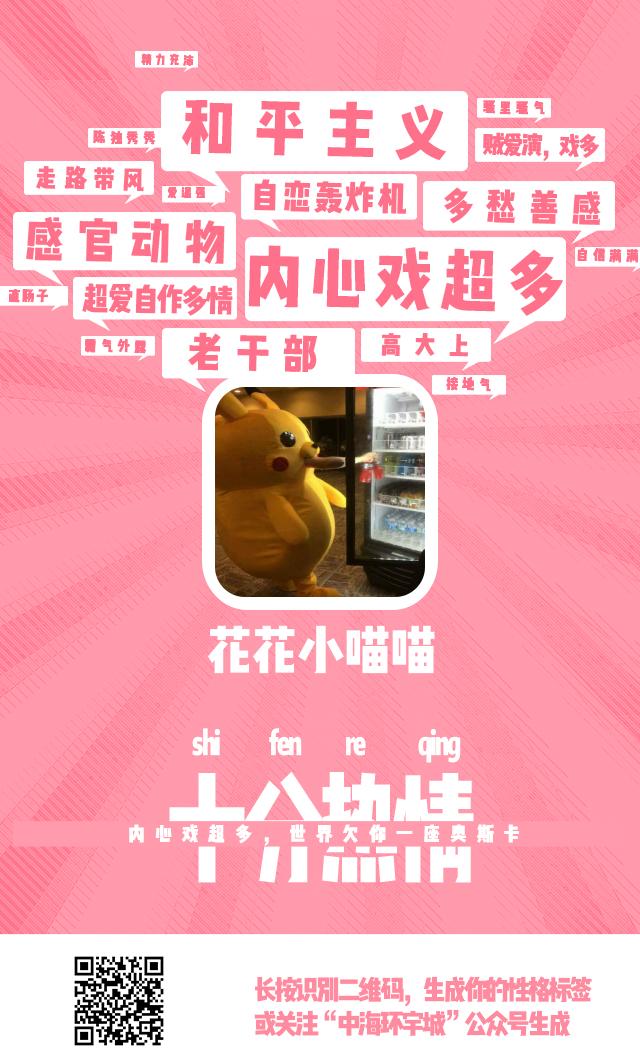 精力充沛
和平主义
骚里骚气
陈独秀秀
贼爱演，戏多
走路带风
爱逞强
自恋轰炸机
多愁善感
感官动物
内心戏超多
自信满满
直肠子
超爱自作多情
霸气外露
老干部
高大上
接地气
花花小喵喵
shi fen re qing
十分热情
内心戏超多，世界欠你一座奥斯卡
长按识别二维码，生成你的性格标签
或关注“中海环宇城”公众号生成